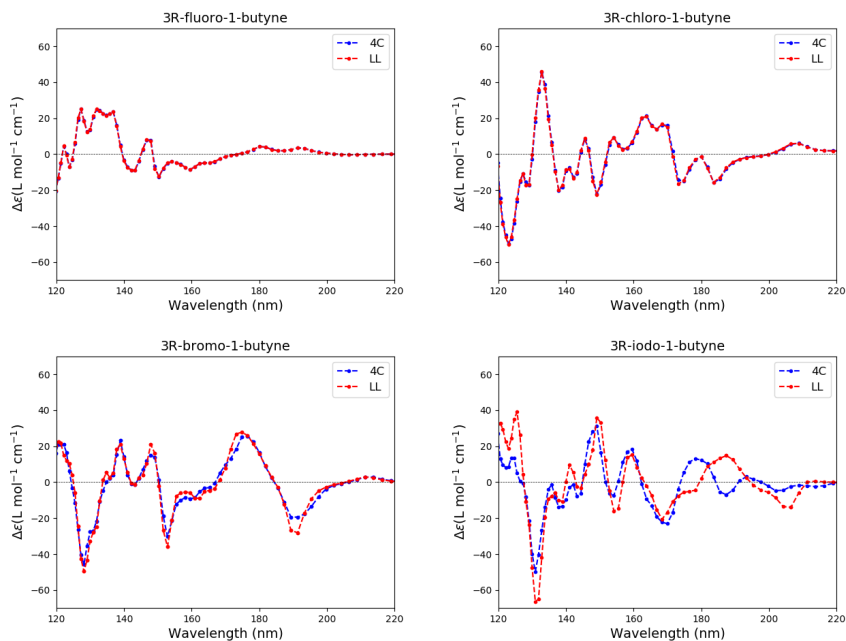 3R-fluoro-1-butyne
4C
LL
60
40
20
0
−20
−40
−60
Δε(L mol⁻¹ cm⁻¹)
120 140 160 180 200 220
Wavelength (nm)
3R-chloro-1-butyne
4C
LL
60
40
20
0
−20
−40
−60
Δε(L mol⁻¹ cm⁻¹)
120 140 160 180 200 220
Wavelength (nm)
3R-bromo-1-butyne
4C
LL
60
40
20
0
−20
−40
−60
Δε(L mol⁻¹ cm⁻¹)
120 140 160 180 200 220
Wavelength (nm)
3R-iodo-1-butyne
4C
LL
60
40
20
0
−20
−40
−60
Δε(L mol⁻¹ cm⁻¹)
120 140 160 180 200 220
Wavelength (nm)